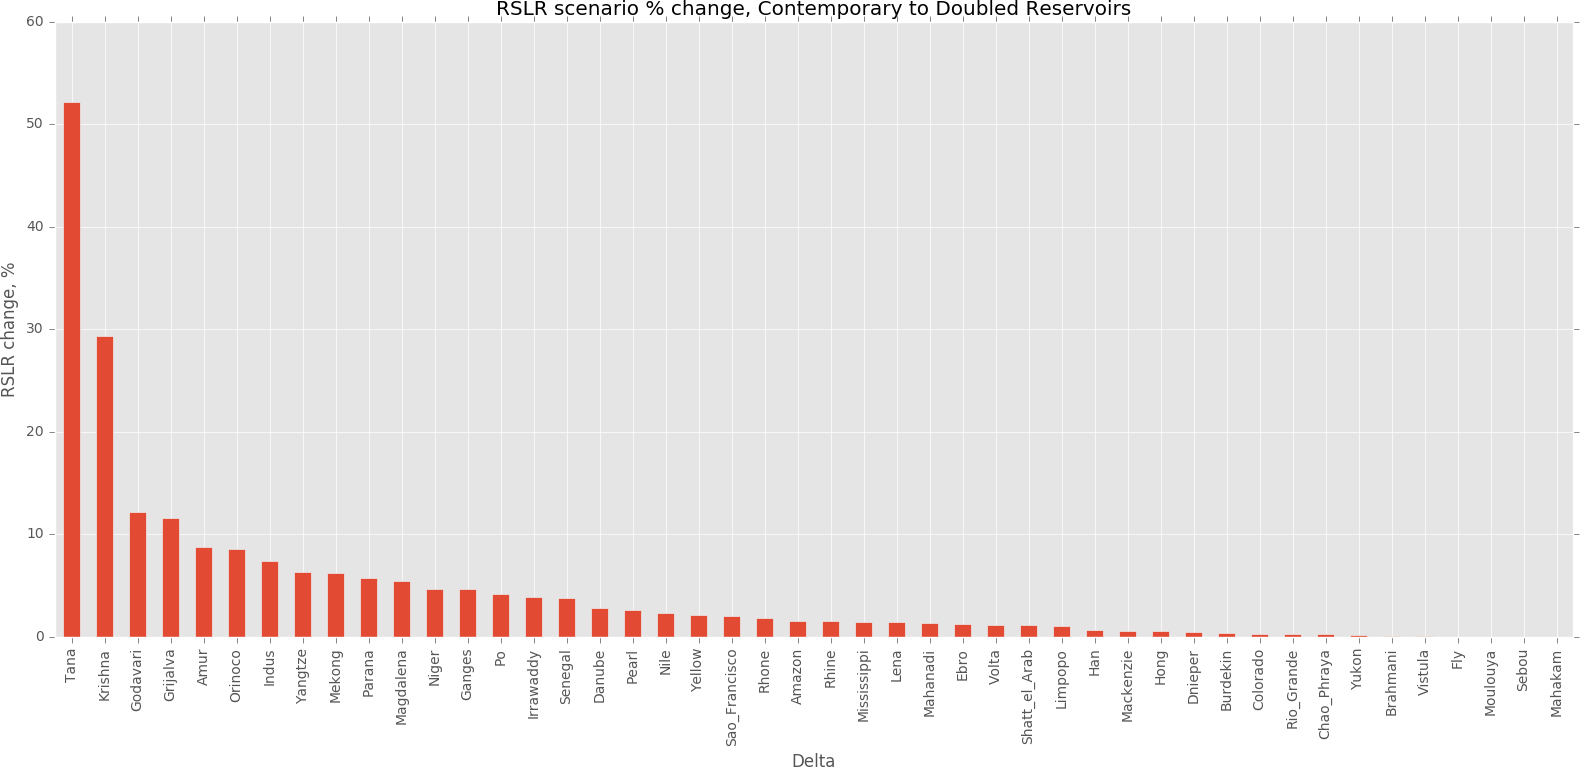 RSLR scenario % change, Contemporary to Doubled Reservoirs
60
50
40
30
20
10
0
RSLR change, %
Tana
Krishna
Godavari
Grijalva
Amur
Orinoco
Indus
Yangtze
Mekong
Parana
Magdalena
Niger
Ganges
Po
Irrawaddy
Senegal
Danube
Pearl
Nile
Yellow
Sao_Francisco
Rhone
Amazon
Rhine
Mississippi
Lena
Mahanadi
Ebro
Volta
Shatt_el_Arab
Limpopo
Han
Mackenzie
Hong
Dnieper
Burdekin
Colorado
Rio_Grande
Chao_Phraya
Yukon
Brahmani
Vistula
Fly
Moulouya
Sebou
Mahakam
Delta